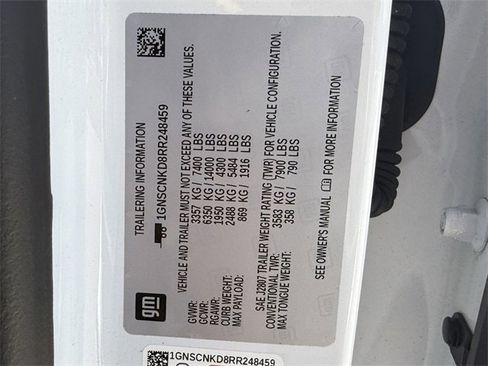 TRAILERING INFORMATION
1GNSCNKD8RR248459
VEHICLE AND TRAILER MUST NOT EXCEED ANY OF THESE VALUES.
GVWR: 3357 KG / 7400 LBS
GCWR: 6350 KG / 14000 LBS
RGAWR: 1950 KG / 4300 LBS
CURB WEIGHT: 2488 KG / 5484 LBS
MAX PAYLOAD: 869 KG / 1916 LBS
SAE J2807 TRAILER WEIGHT RATING (TWR) FOR VEHICLE CONFIGURATION.
CONVENTIONAL TWR: 3583 KG / 7900 LBS
MAX TONGUE WEIGHT: 358 KG / 790 LBS
SEE OWNER'S MANUAL FOR MORE INFORMATION
gm
1GNSCNKD8RR248459